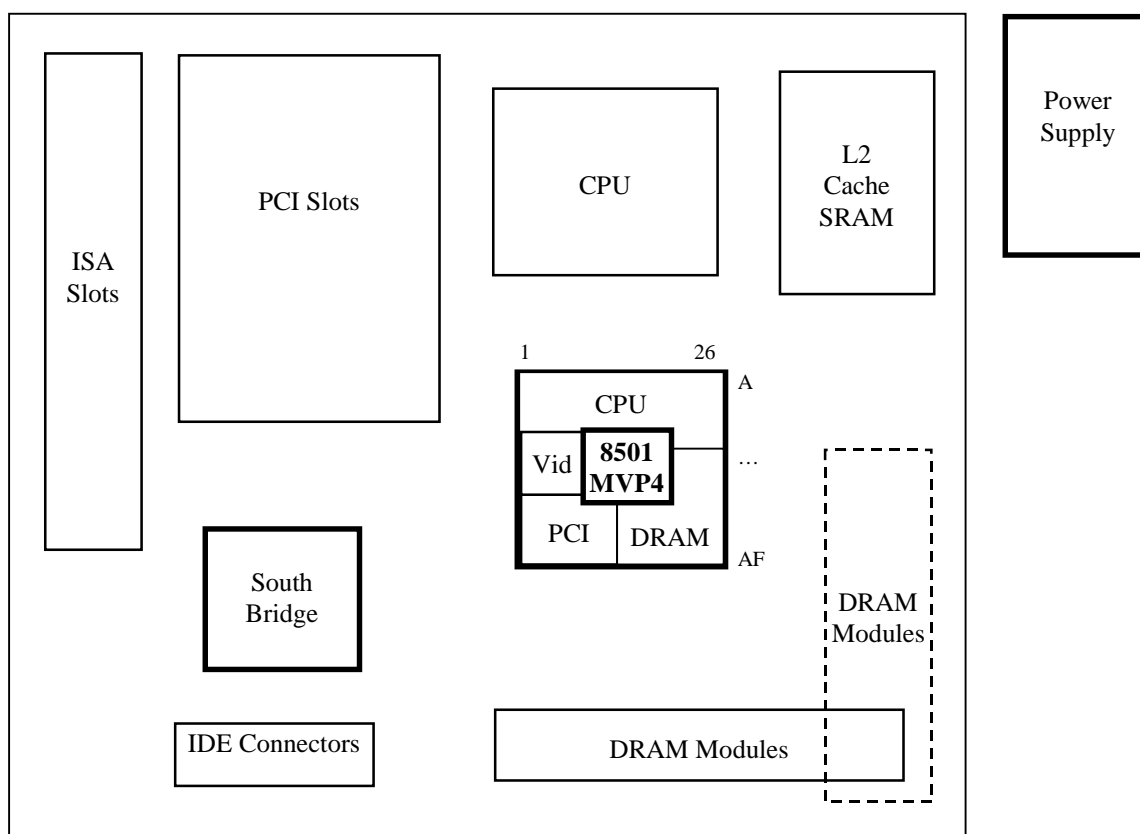 Power
Supply
L2
Cache
SRAM
CPU
PCI Slots
ISA
Slots
1
26
A
CPU
Vid
8501
MVP4
...
PCI
DRAM
AF
South
Bridge
DRAM
Modules
IDE Connectors
DRAM Modules